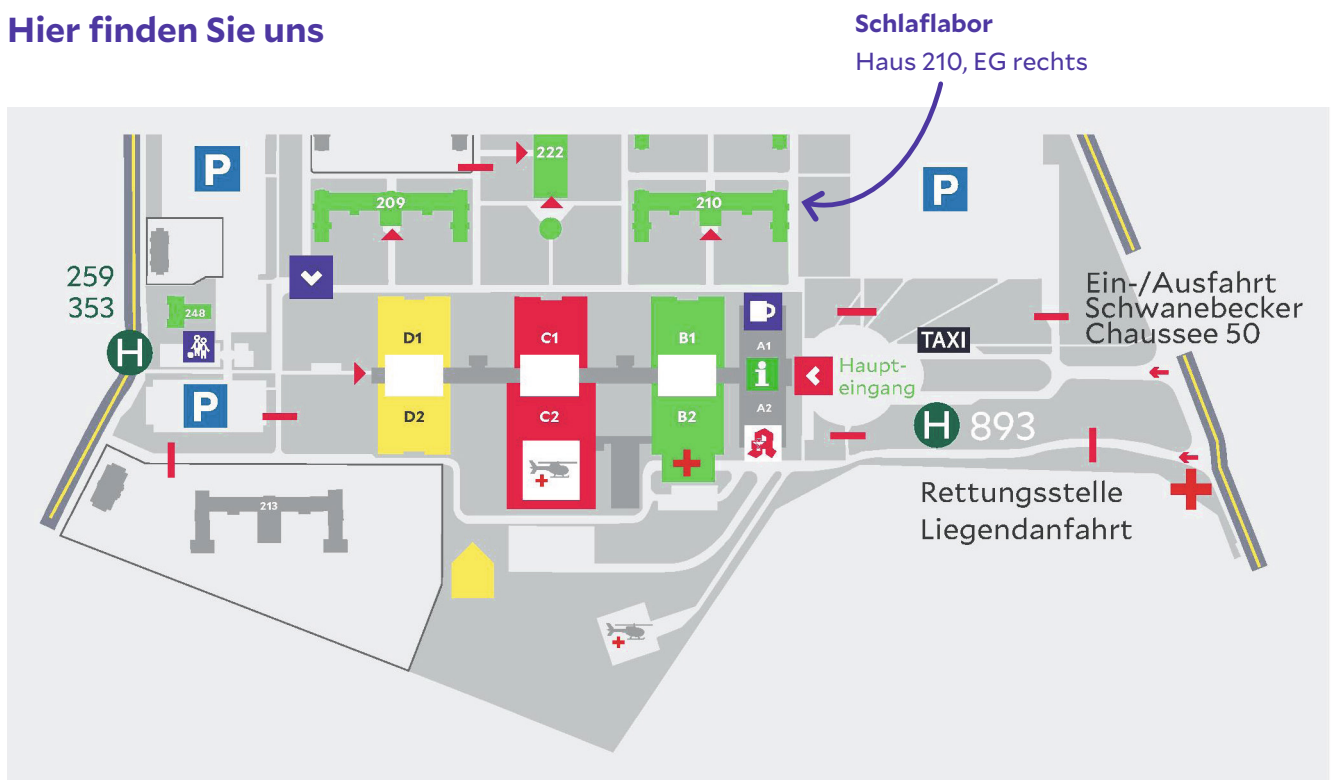 Hier finden Sie uns
Schlaflabor
Haus 210, EG rechts
P
222
209
210
P
259
353
H
248
D1
C1
B1
A1
TAXI
Ein-/Ausfahrt
Schwanebecker
Chaussee 50
i
Haupt-
eingang
P
D2
C2
B2
A2
H 893
213
Rettungsstelle
Liegendanfahrt